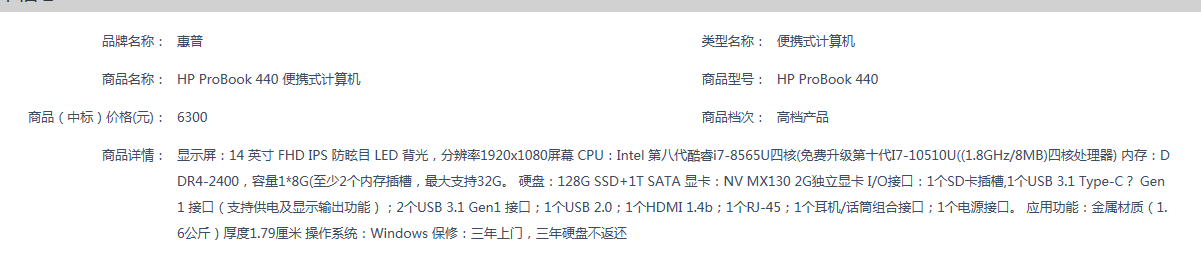 品牌名称： 惠普 类型名称： 便携式计算机
商品名称： HP ProBook 440 便携式计算机 商品型号： HP ProBook 440
商品（中标）价格(元)： 6300 商品档次： 高档产品
商品详情： 显示屏：14 英寸 FHD IPS 防眩目 LED 背光，分辨率1920x1080屏幕 CPU：Intel 第八代酷睿i7-8565U四核(免费升级第十代I7-10510U((1.8GHz/8MB)四核处理器) 内存：D
DR4-2400，容量1*8G(至少2个内存插槽，最大支持32G。 硬盘：128G SSD+1T SATA 显卡：NV MX130 2G独立显卡 I/O接口：1个SD卡插槽,1个USB 3.1 Type-C？ Gen
1 接口（支持供电及显示输出功能）；2个USB 3.1 Gen1 接口；1个USB 2.0；1个HDMI 1.4b；1个RJ-45；1个耳机/话筒组合接口；1个电源接口。 应用功能：金属材质（1.
6公斤）厚度1.79厘米 操作系统：Windows 保修：三年上门，三年硬盘不返还